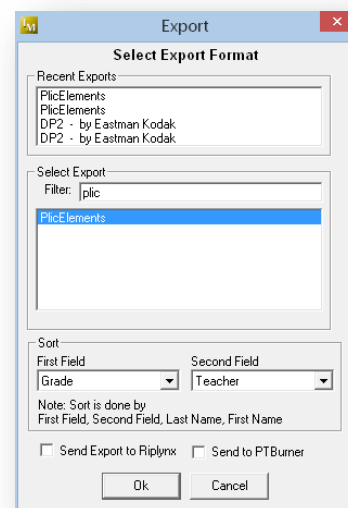 Export
Select Export Format
Recent Exports
PlicElements
PlicElements
DP2 - by Eastman Kodak
DP2 - by Eastman Kodak
Select Export
Filter: plic
PlicElements
Sort
First Field Second Field
Grade Teacher
Note: Sort is done by
First Field, Second Field, Last Name, First Name
Send Export to Riplynx Send to PTBurner
Ok Cancel